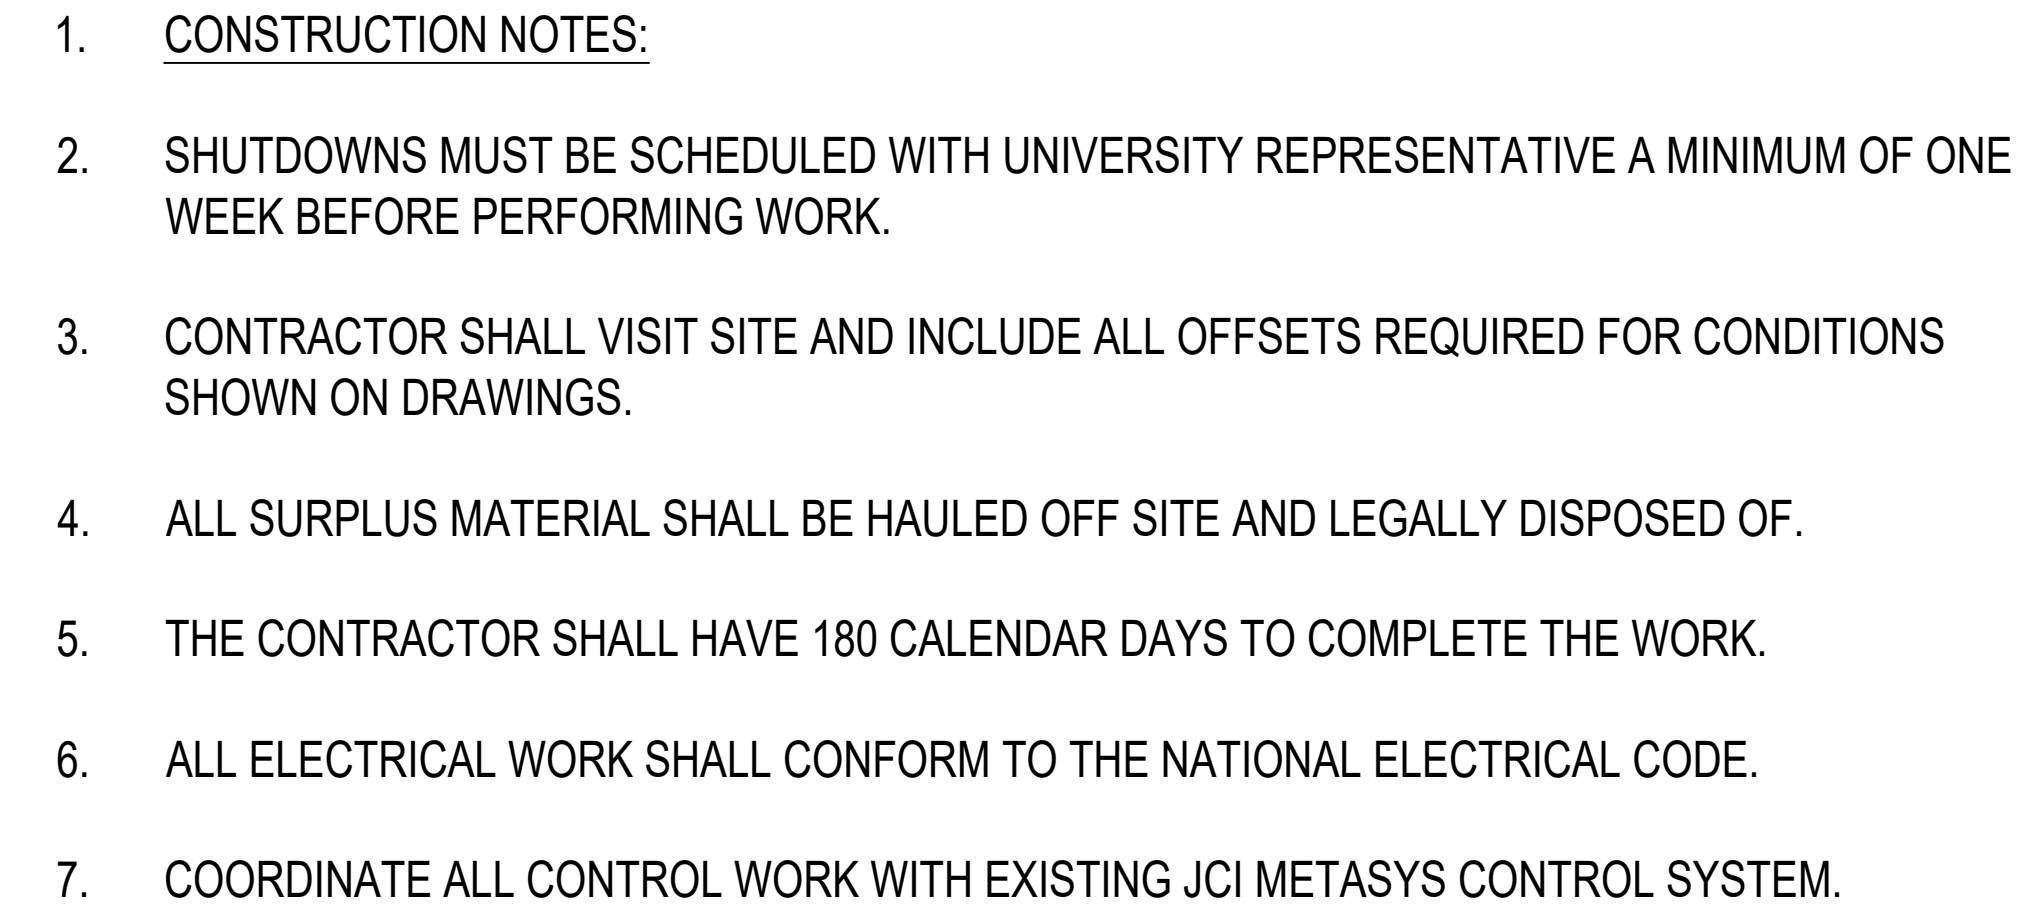 1. CONSTRUCTION NOTES:
2. SHUTDOWNS MUST BE SCHEDULED WITH UNIVERSITY REPRESENTATIVE A MINIMUM OF ONE
WEEK BEFORE PERFORMING WORK.
3. CONTRACTOR SHALL VISIT SITE AND INCLUDE ALL OFFSETS REQUIRED FOR CONDITIONS
SHOWN ON DRAWINGS.
4. ALL SURPLUS MATERIAL SHALL BE HAULED OFF SITE AND LEGALLY DISPOSED OF.
5. THE CONTRACTOR SHALL HAVE 180 CALENDAR DAYS TO COMPLETE THE WORK.
6. ALL ELECTRICAL WORK SHALL CONFORM TO THE NATIONAL ELECTRICAL CODE.
7. COORDINATE ALL CONTROL WORK WITH EXISTING JCI METASYS CONTROL SYSTEM.